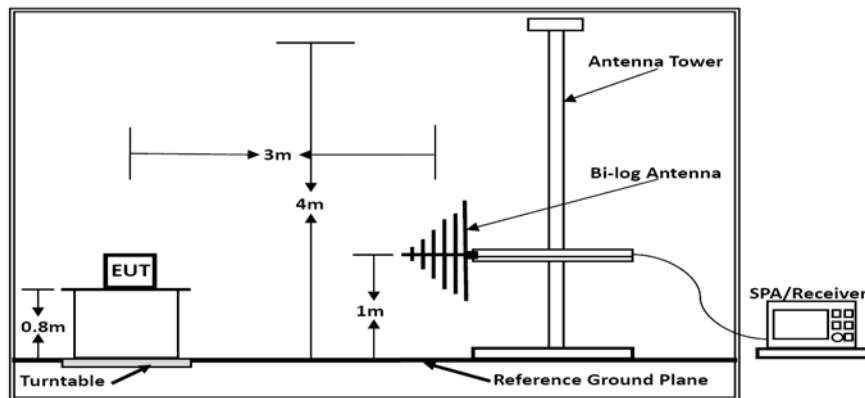 Antenna Tower
3m
Bi-log Antenna
4m
EUT
1m
SPA/Receiver
0.8m
Turntable
Reference Ground Plane